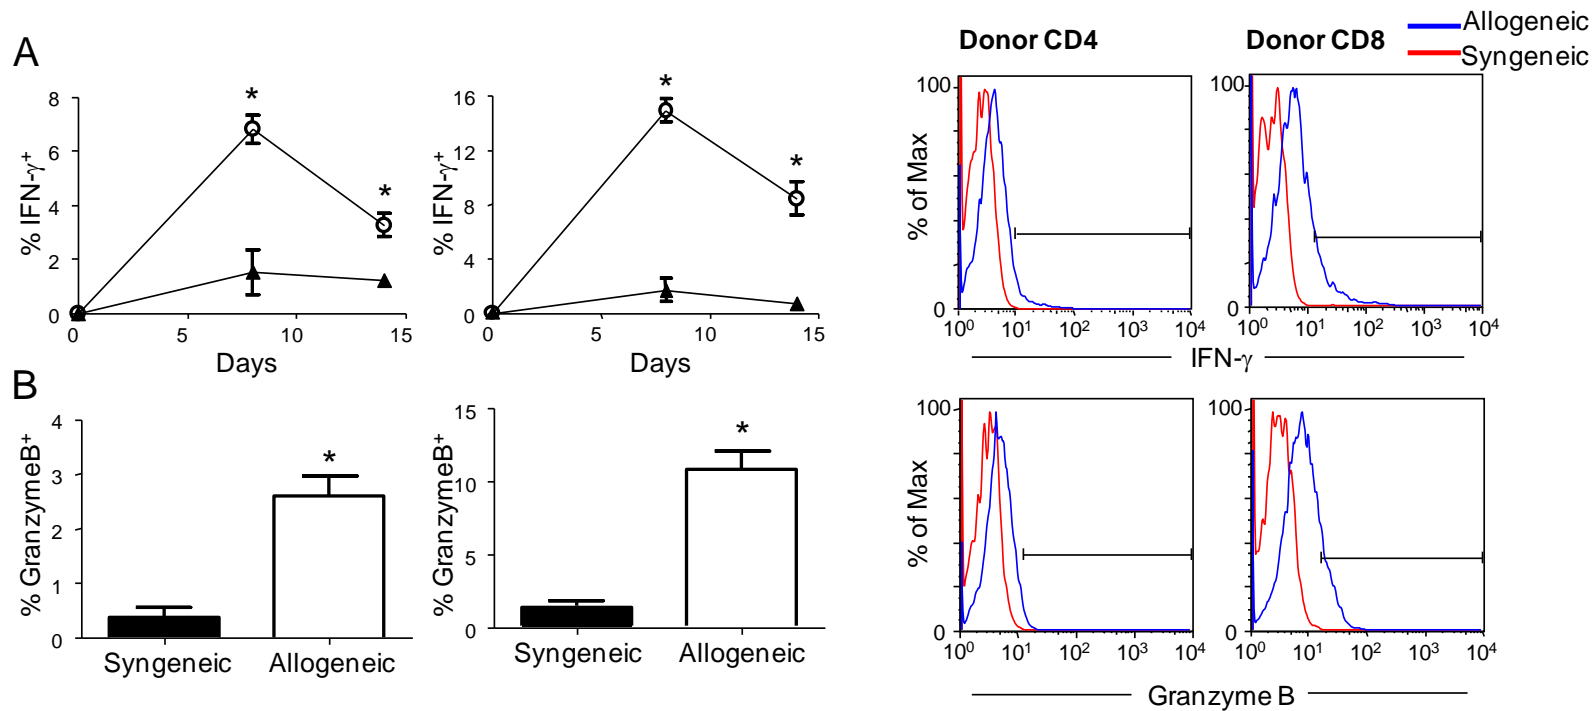 A
% IFN-γ+
8
6
4
2
0
*
*
0 5 10 15
Days
% IFN-γ+
16
12
8
4
0
*
*
0 5 10 15
Days
Donor CD4
Donor CD8
Allogeneic
Syngeneic
% of Max
100
0
10^0 10^1 10^2 10^3 10^4
100
0
10^0 10^1 10^2 10^3 10^4
IFN-γ
B
% GranzymeB+
4
3
2
1
0
*
Syngeneic Allogeneic
% GranzymeB+
15
10
5
0
*
Syngeneic Allogeneic
% of Max
100
0
10^0 10^1 10^2 10^3 10^4
100
0
10^0 10^1 10^2 10^3 10^4
Granzyme B